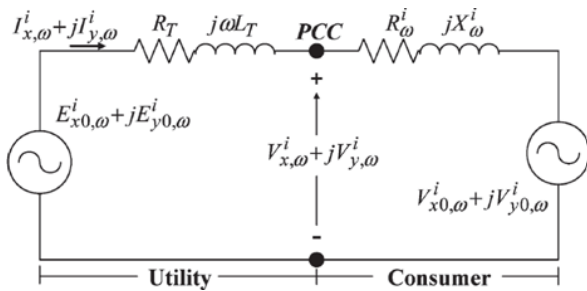 I^i_{x,ω}+jI^i_{y,ω}
R_T
jωL_T
PCC
R^i_ω
jX^i_ω
+
E^i_{x0,ω}+jE^i_{y0,ω}
V^i_{x,ω}+jV^i_{y,ω}
V^i_{x0,ω}+jV^i_{y0,ω}
-
Utility
Consumer